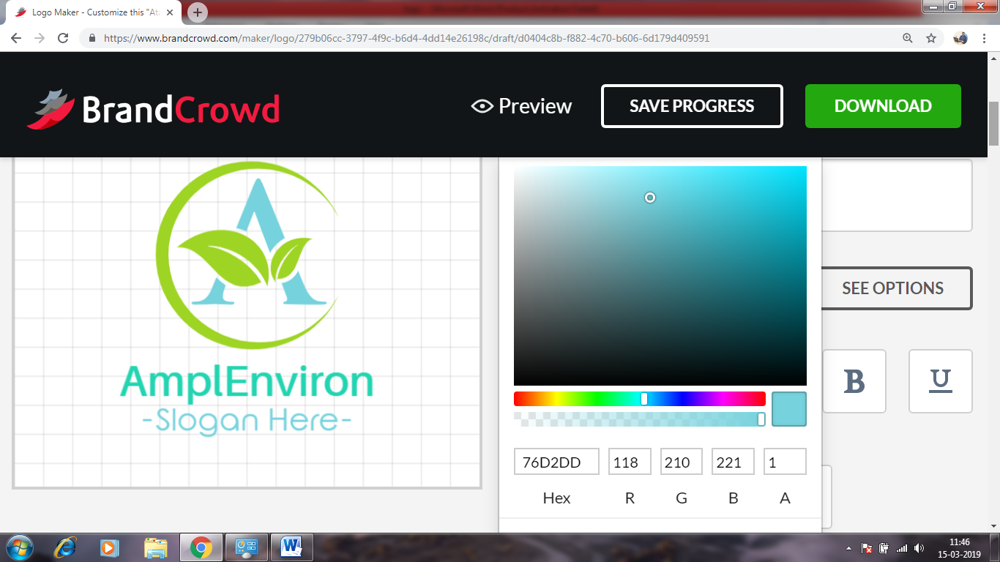 Logo Maker - Customize this "Ata
https://www.brandcrowd.com/maker/logo/279b06cc-3797-4f9c-b6d4-4dd14e26198c/draft/d0404c8b-f882-4c70-b606-6d179d409591
BrandCrowd
Preview
SAVE PROGRESS
DOWNLOAD
A
SEE OPTIONS
AmplEnviron
-Slogan Here-
B
U
76D2DD
118
210
221
1
Hex
R
G
B
A
W
11:46
15-03-2019